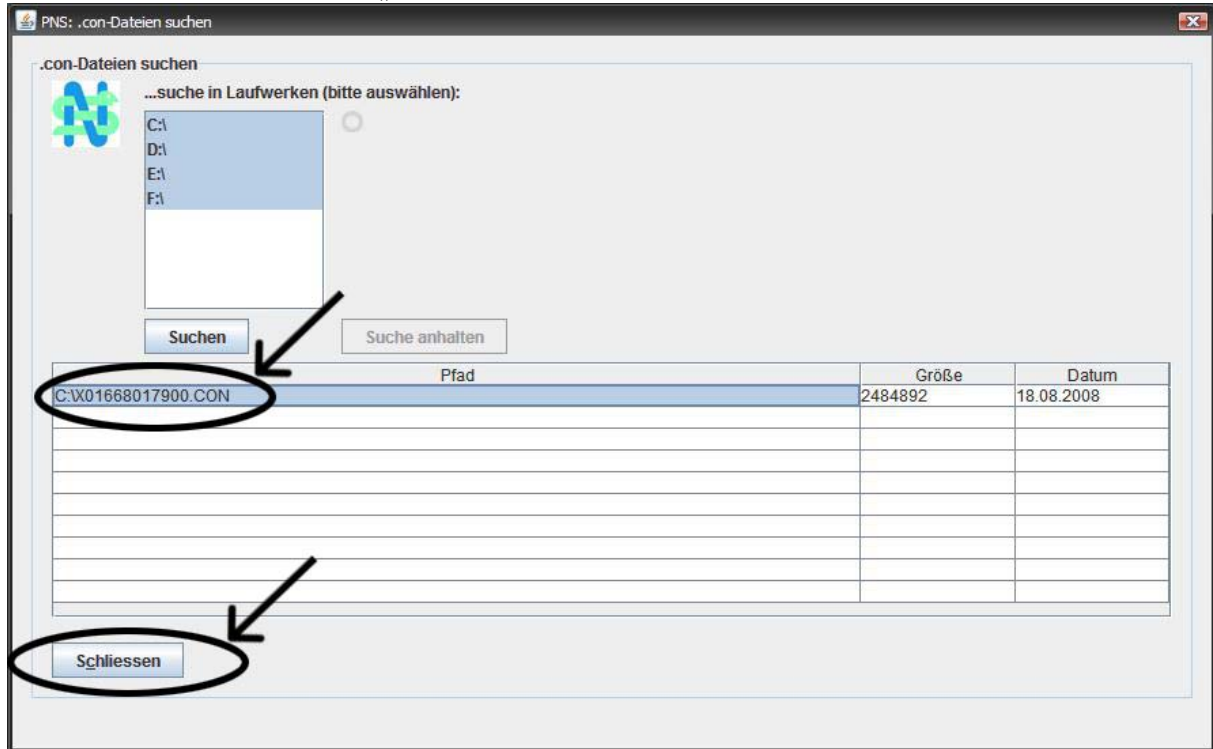 PNS: .con-Dateien suchen
.con-Dateien suchen
...suche in Laufwerken (bitte auswählen):
C:\
D:\
E:\
F:\
Suchen
Suche anhalten
Pfad Größe Datum
C:\X01668017900.CON 2484892 18.08.2008
Schliessen